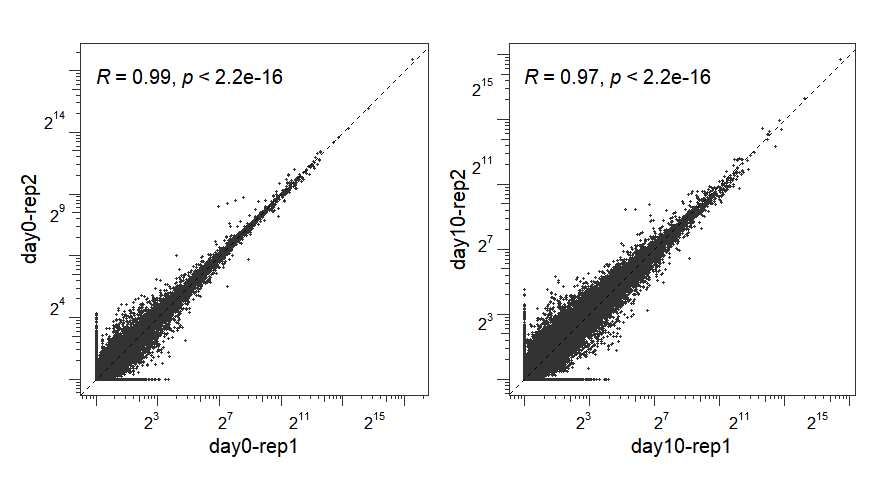 R = 0.99, p < 2.2e-16
day0-rep2
2^14
2^9
2^4
2^3 2^7 2^11 2^15
day0-rep1
R = 0.97, p < 2.2e-16
day10-rep2
2^15
2^11
2^7
2^3
2^3 2^7 2^11 2^15
day10-rep1